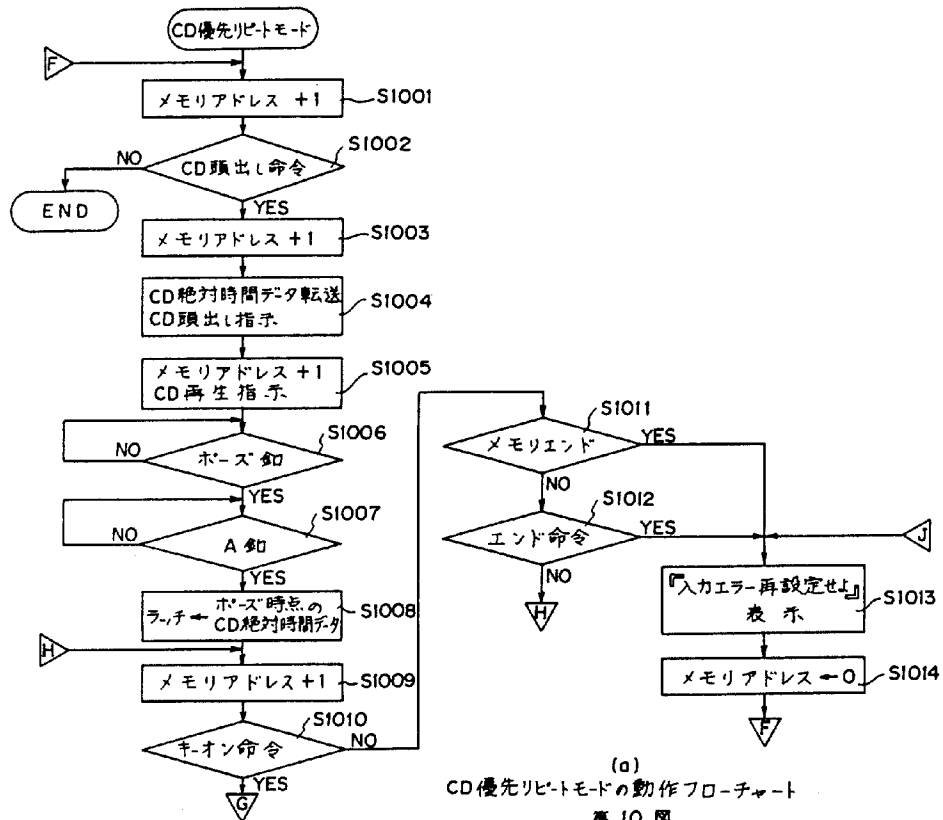 CD優先リピートモード
F
メモリアドレス +1
S1001
CD頭出し命令
S1002
NO
YES
END
メモリアドレス +1
S1003
CD絶対時間データ転送
CD頭出し指示
S1004
メモリアドレス +1
CD再生指示
S1005
ポーズ釦
S1006
NO
YES
A釦
S1007
NO
YES
ラッチ ← ポーズ時点の
CD絶対時間データ
S1008
H
メモリアドレス+1
S1009
キーオン命令
S1010
NO
YES
G
メモリエンド
S1011
YES
NO
エンド命令
S1012
YES
NO
H
J
『入力エラー再設定せよ』
表示
S1013
メモリアドレス ← 0
S1014
F
(a)
CD優先リピートモードの動作フローチャート
第10図